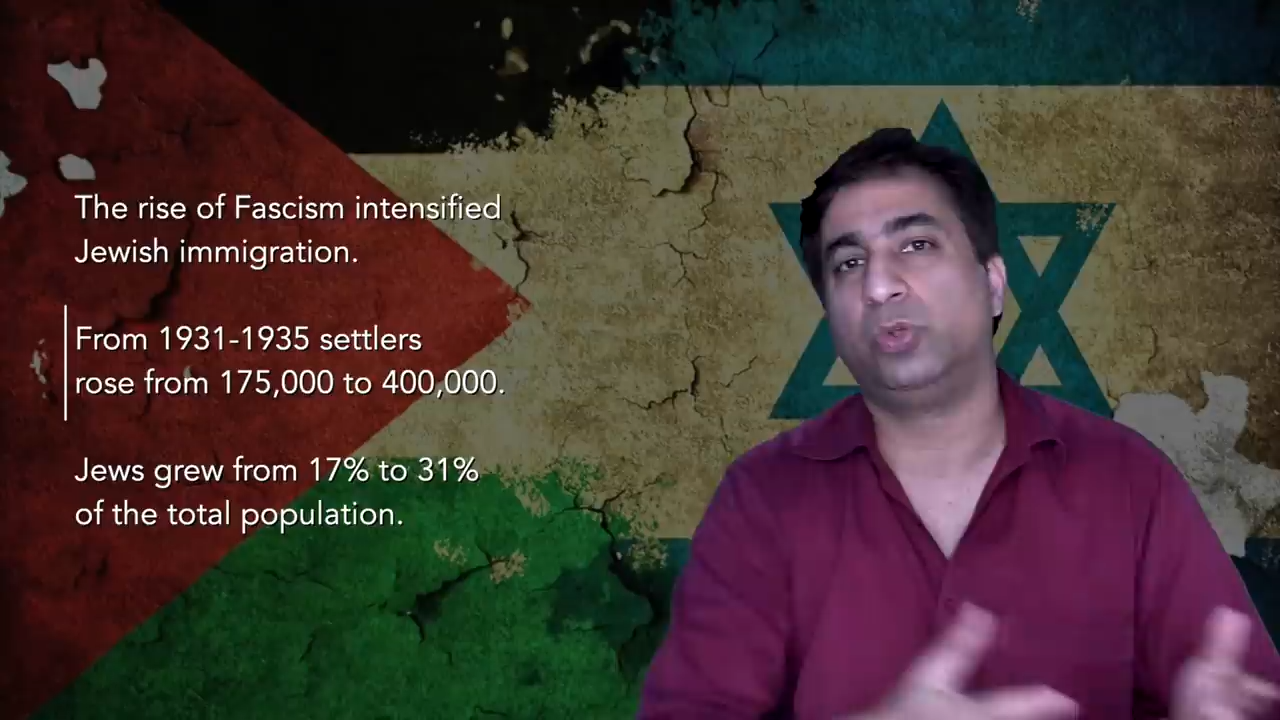 The rise of Fascism intensified
Jewish immigration.
From 1931-1935 settlers
rose from 175,000 to 400,000.
Jews grew from 17% to 31%
of the total population.